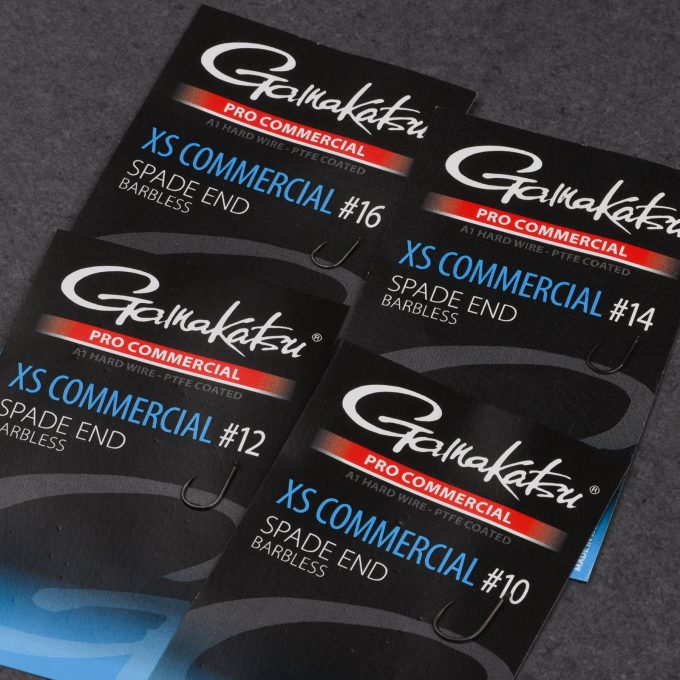 Gamakatsu
PRO COMMERCIAL
A1 HARD WIRE - PTFE COATED
XS COMMERCIAL #16
SPADE END
BARBLESS
Gamakatsu
PRO COMMERCIAL
A1 HARD WIRE - PTFE COATED
XS COMMERCIAL #14
SPADE END
BARBLESS
Gamakatsu®
PRO COMMERCIAL
A1 HARD WIRE - PTFE COATED
XS COMMERCIAL #12
SPADE END
BARBLESS
Gamakatsu®
PRO COMMERCIAL
A1 HARD WIRE - PTFE COATED
XS COMMERCIAL #10
SPADE END
BARBLESS
MADE IN